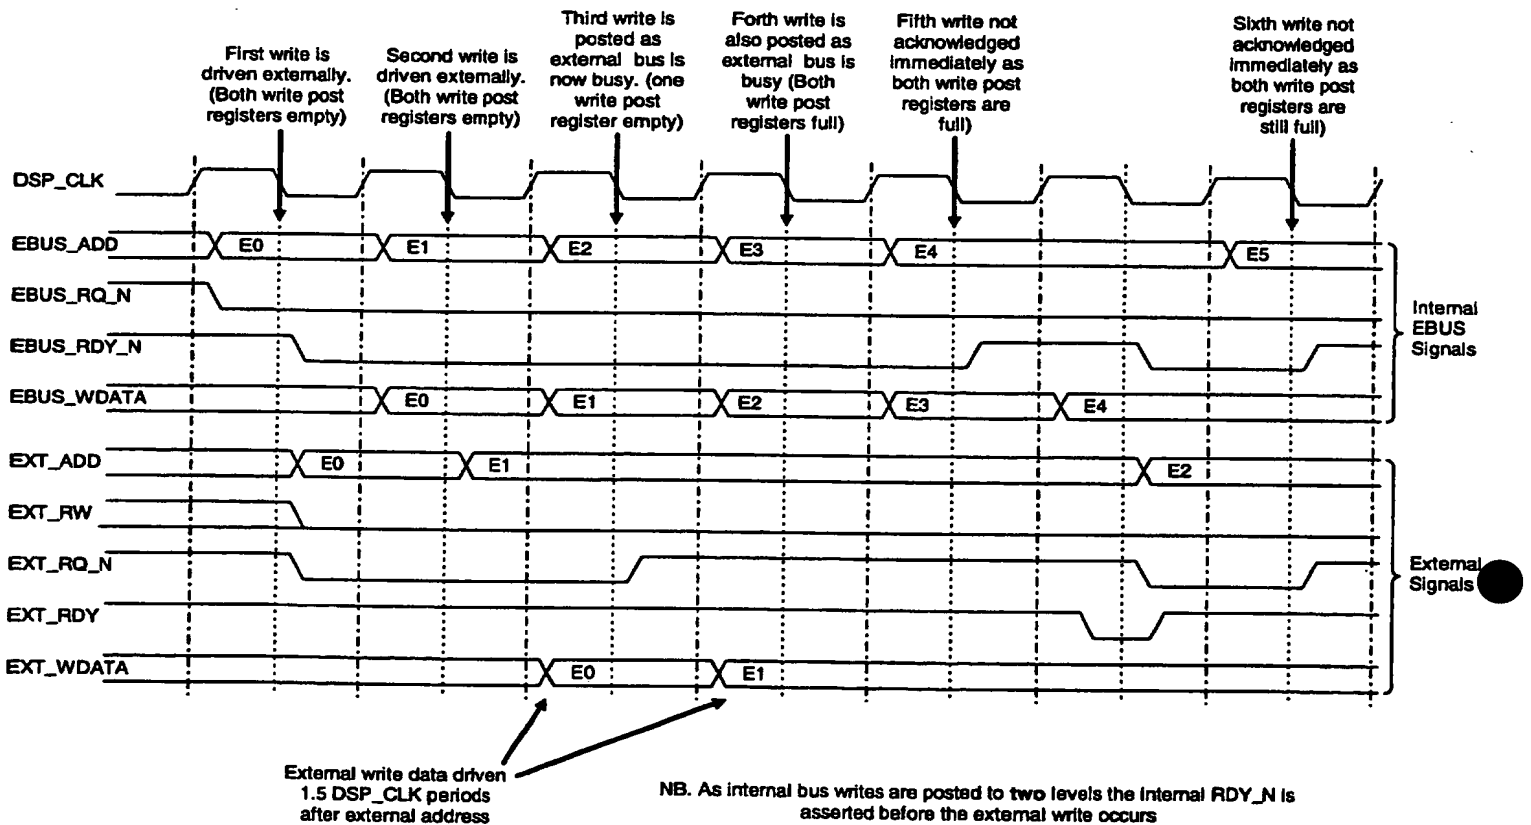 First write is
driven externally.
(Both write post
registers empty)
Second write is
driven externally.
(Both write post
registers empty)
Third write is
posted as
external bus is
now busy. (one
write post
register empty)
Forth write is
also posted as
external bus is
busy (Both
write post
registers full)
Fifth write not
acknowledged
immediately as
both write post
registers are
full)
Sixth write not
acknowledged
immediately as
both write post
registers are
still full)
DSP_CLK
EBUS_ADD E0 E1 E2 E3 E4 E5
EBUS_RQ_N
EBUS_RDY_N
EBUS_WDATA E0 E1 E2 E3 E4
Internal
EBUS
Signals
EXT_ADD E0 E1 E2
EXT_RW
EXT_RQ_N
EXT_RDY
EXT_WDATA E0 E1
External
Signals
External write data driven
1.5 DSP_CLK periods
after external address
NB. As internal bus writes are posted to two levels the internal RDY_N is
asserted before the external write occurs